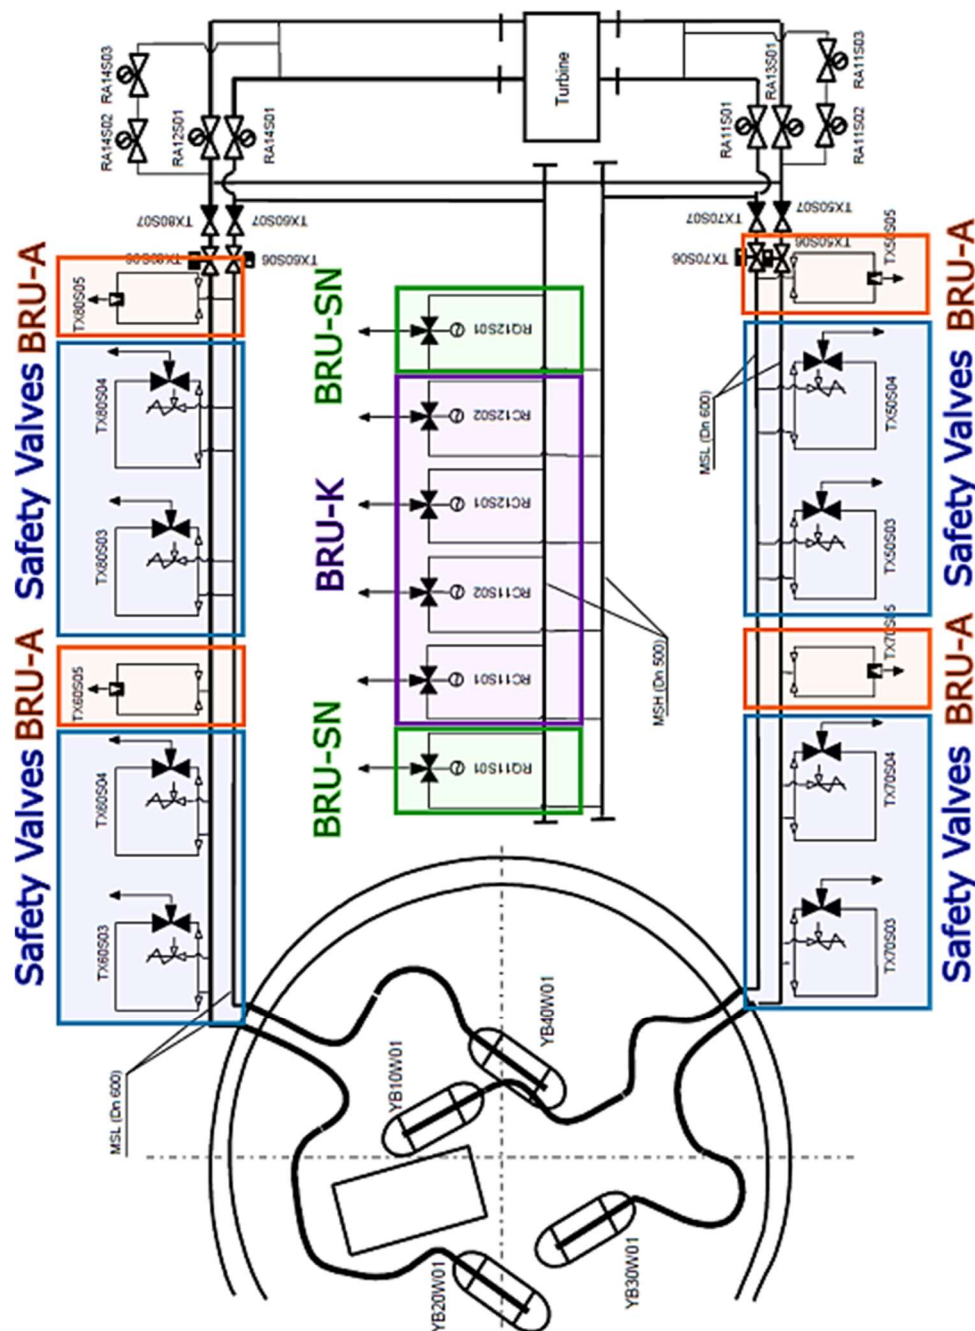 RA14S03
RA14S02
RA12S01
RA14S01
Turbine
RA11S01
RA13S01
RA11S03
RA11S02
TX80S07
TX60S07
TX70S07
TX50S07
TX80S06
TX60S06
TX70S06
TX50S06
BRU-A
TX80S05
BRU-SN
RQ12S01
TX50S05
BRU-A
Safety Valves
TX80S04
TX80S03
BRU-K
RC12S02
RC12S01
RC11S02
RC11S01
MSL (Dn 600)
TX50S04
TX50S03
Safety Valves
BRU-A
TX60S05
MSH (Dn 500)
TX70S05
BRU-A
Safety Valves
TX60S04
TX60S03
BRU-SN
RQ11S01
TX70S04
TX70S03
Safety Valves
MSL (Dn 600)
YB10W01
YB40W01
YB20W01
YB30W01